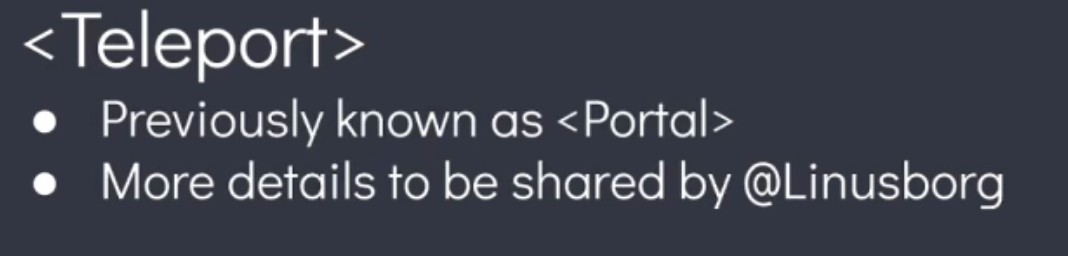 <Teleport>
● Previously known as <Portal>
● More details to be shared by @Linusborg